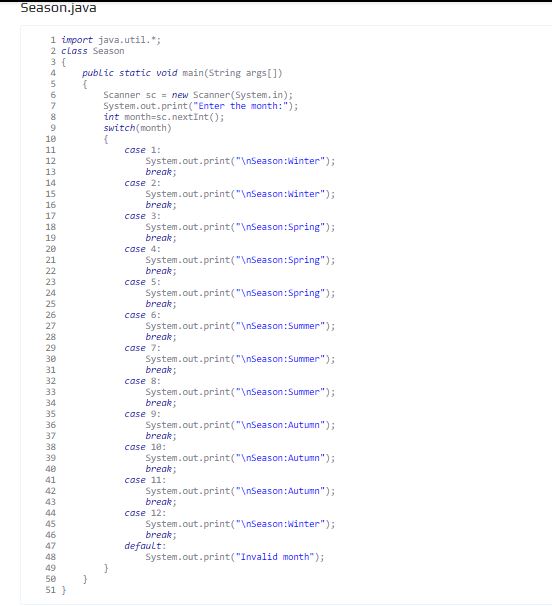 Season.java
1 import java.util.*;
2 class Season
3 {
4 public static void main(String args[])
5 {
6 Scanner sc = new Scanner(System.in);
7 System.out.print("Enter the month:");
8 int month=sc.nextInt();
9 switch(month)
10 {
11 case 1:
12 System.out.print("\nSeason:Winter");
13 break;
14 case 2:
15 System.out.print("\nSeason:Winter");
16 break;
17 case 3:
18 System.out.print("\nSeason:Spring");
19 break;
20 case 4:
21 System.out.print("\nSeason:Spring");
22 break;
23 case 5:
24 System.out.print("\nSeason:Spring");
25 break;
26 case 6:
27 System.out.print("\nSeason:Summer");
28 break;
29 case 7:
30 System.out.print("\nSeason:Summer");
31 break;
32 case 8:
33 System.out.print("\nSeason:Summer");
34 break;
35 case 9:
36 System.out.print("\nSeason:Autumn");
37 break;
38 case 10:
39 System.out.print("\nSeason:Autumn");
40 break;
41 case 11:
42 System.out.print("\nSeason:Autumn");
43 break;
44 case 12:
45 System.out.print("\nSeason:Winter");
46 break;
47 default:
48 System.out.print("Invalid month");
49 }
50 }
51 }